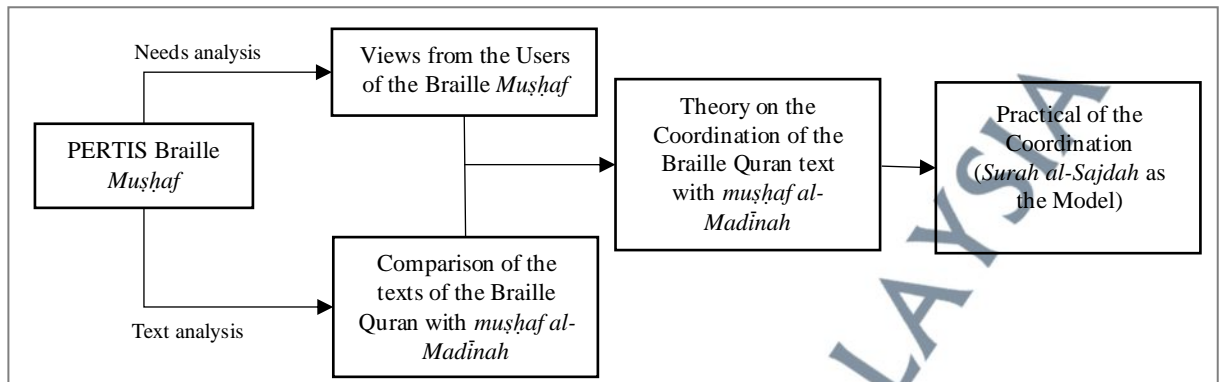 Needs analysis
Views from the Users
of the Braille Muṣḥaf
PERTIS Braille
Muṣḥaf
Text analysis
Comparison of the
texts of the Braille
Quran with muṣḥaf al-
Madīnah
Theory on the
Coordination of the
Braille Quran text
with muṣḥaf al-
Madīnah
Practical of the
Coordination
(Surah al-Sajdah as
the Model)
LAYSIA